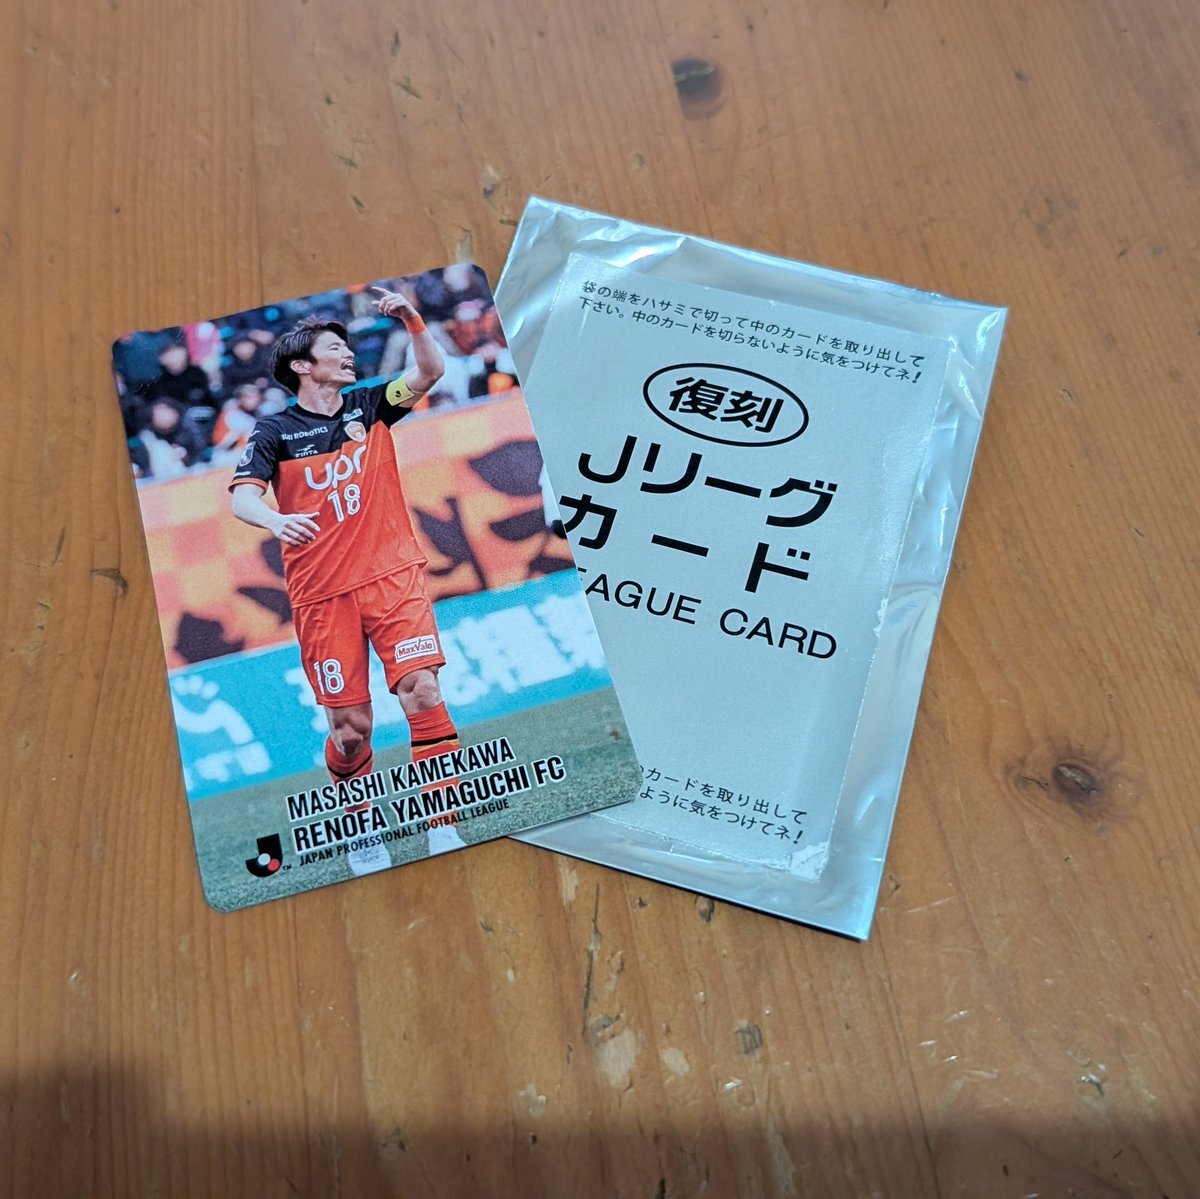 UPR
18
18
MaxValu
MASASHI KAMEKAWA
RENOFA YAMAGUCHI FC
JAPAN PROFESSIONAL FOOTBALL LEAGUE
袋の端をハサミで切って中のカードを取り出して
下さい。中のカードを切らないように気をつけてネ!
復刻
Jリーグ
カード
EAGUE CARD
カードを取り出して
ように気をつけてネ!